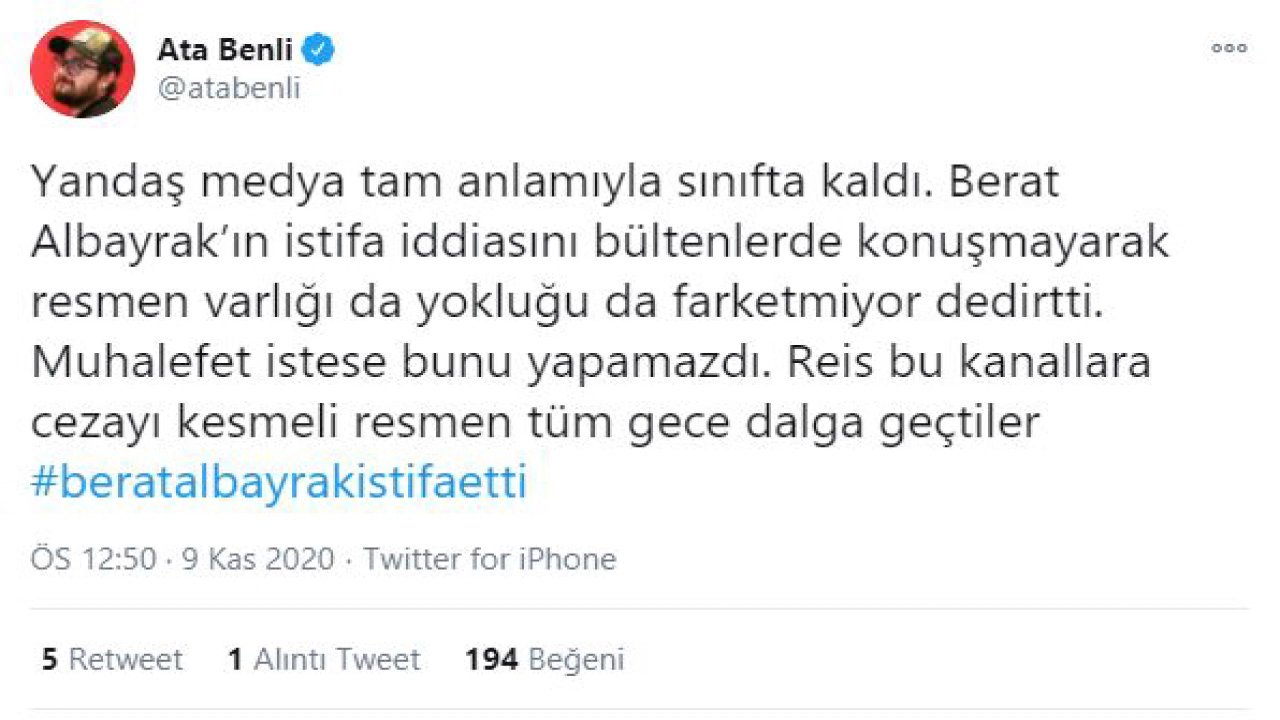 Ata Benli
@atabenli
Yandaş medya tam anlamıyla sınıfta kaldı. Berat
Albayrak’ın istifa iddiasını bültenlerde konuşmayarak
resmen varlığı da yokluğu da farketmiyor dedirtti.
Muhalefet istese bunu yapamazdı. Reis bu kanallara
cezayı kesmeli resmen tüm gece dalga geçtiler
#beratalbayrakistifaetti
ÖS 12:50 · 9 Kas 2020 · Twitter for iPhone
5 Retweet 1 Alıntı Tweet 194 Beğeni